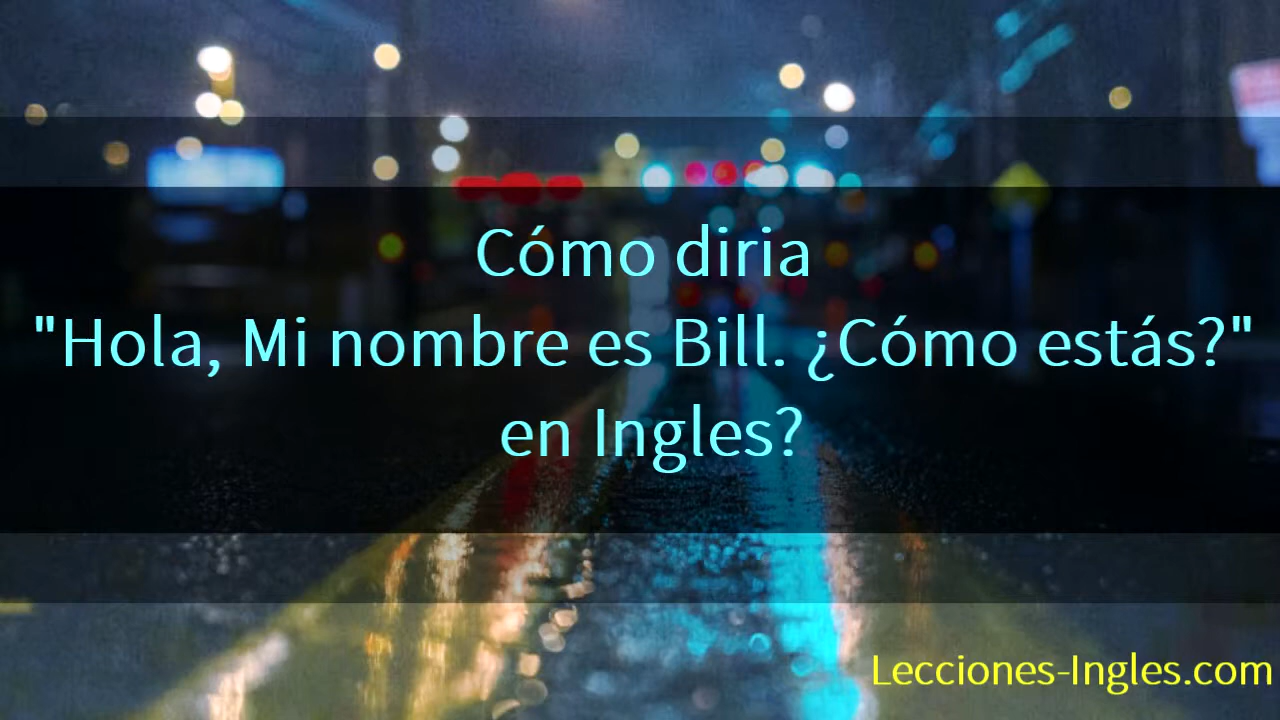 Cómo diria
"Hola, Mi nombre es Bill. ¿Cómo estás?"
en Ingles?
Lecciones-Ingles.com